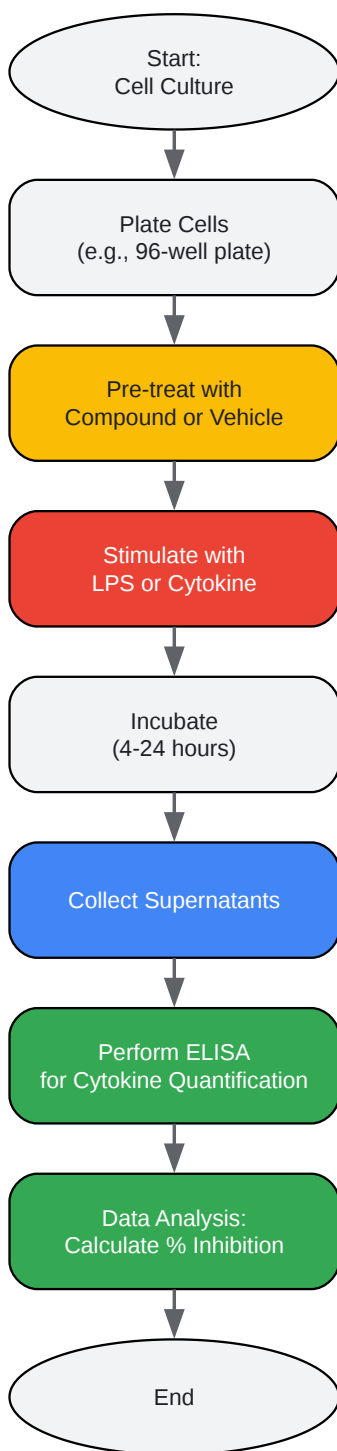 Start:
Cell Culture
Plate Cells
(e.g., 96-well plate)
Pre-treat with
Compound or Vehicle
Stimulate with
LPS or Cytokine
Incubate
(4-24 hours)
Collect Supernatants
Perform ELISA
for Cytokine Quantification
Data Analysis:
Calculate % Inhibition
End